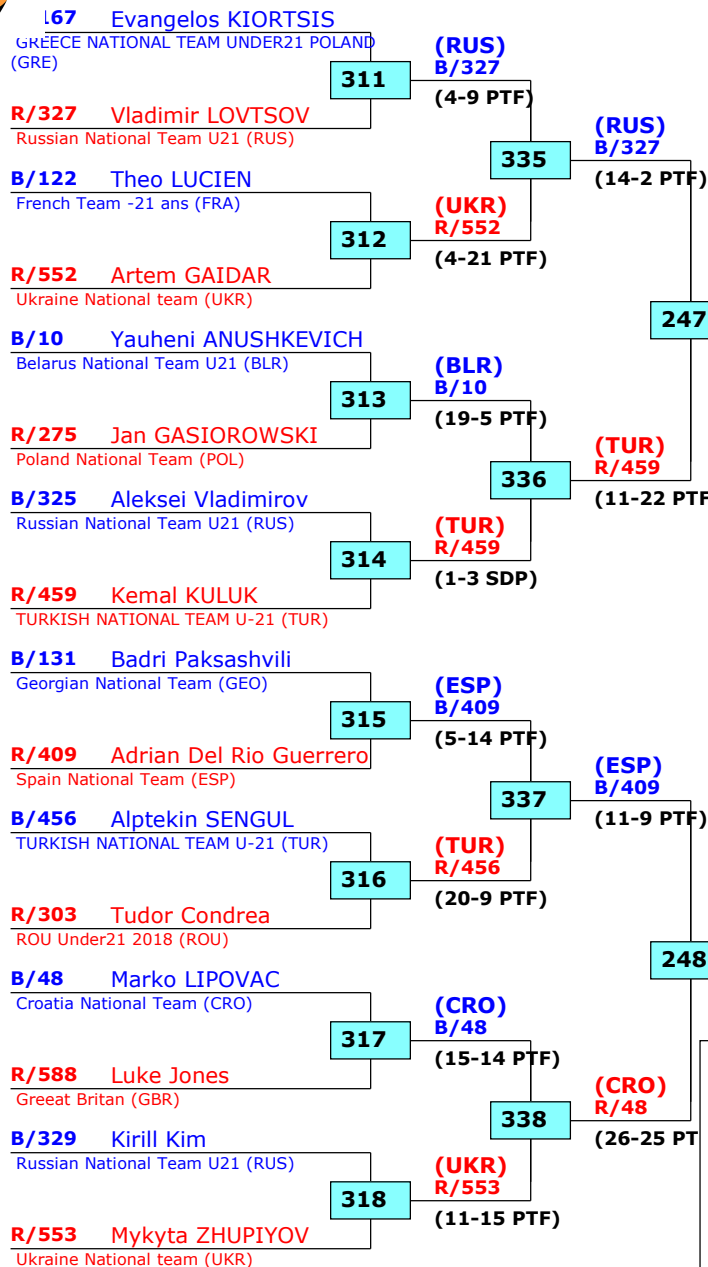 167 Evangelos KIORTSIS
GREECE NATIONAL TEAM UNDER21 POLAND
(GRE)
311
(RUS)
B/327
(4-9 PTF)
R/327 Vladimir LOVTSOV
Russian National Team U21 (RUS)
335
(RUS)
B/327
(14-2 PTF)
B/122 Theo LUCIEN
French Team -21 ans (FRA)
312
(UKR)
R/552
(4-21 PTF)
R/552 Artem GAIDAR
Ukraine National team (UKR)
247
B/10 Yauheni ANUSHKEVICH
Belarus National Team U21 (BLR)
313
(BLR)
B/10
(19-5 PTF)
R/275 Jan GASIOROWSKI
Poland National Team (POL)
336
(TUR)
R/459
(11-22 PTF
B/325 Aleksei Vladimirov
Russian National Team U21 (RUS)
314
(TUR)
R/459
(1-3 SDP)
R/459 Kemal KULUK
TURKISH NATIONAL TEAM U-21 (TUR)
B/131 Badri Paksashvili
Georgian National Team (GEO)
315
(ESP)
B/409
(5-14 PTF)
R/409 Adrian Del Rio Guerrero
Spain National Team (ESP)
337
(ESP)
B/409
(11-9 PTF)
B/456 Alptekin SENGUL
TURKISH NATIONAL TEAM U-21 (TUR)
316
(TUR)
R/456
(20-9 PTF)
R/303 Tudor Condrea
ROU Under21 2018 (ROU)
248
B/48 Marko LIPOVAC
Croatia National Team (CRO)
317
(CRO)
B/48
(15-14 PTF)
R/588 Luke Jones
Greeat Britan (GBR)
338
(CRO)
R/48
(26-25 PT
B/329 Kirill Kim
Russian National Team U21 (RUS)
318
(UKR)
R/553
(11-15 PTF)
R/553 Mykyta ZHUPIYOV
Ukraine National team (UKR)